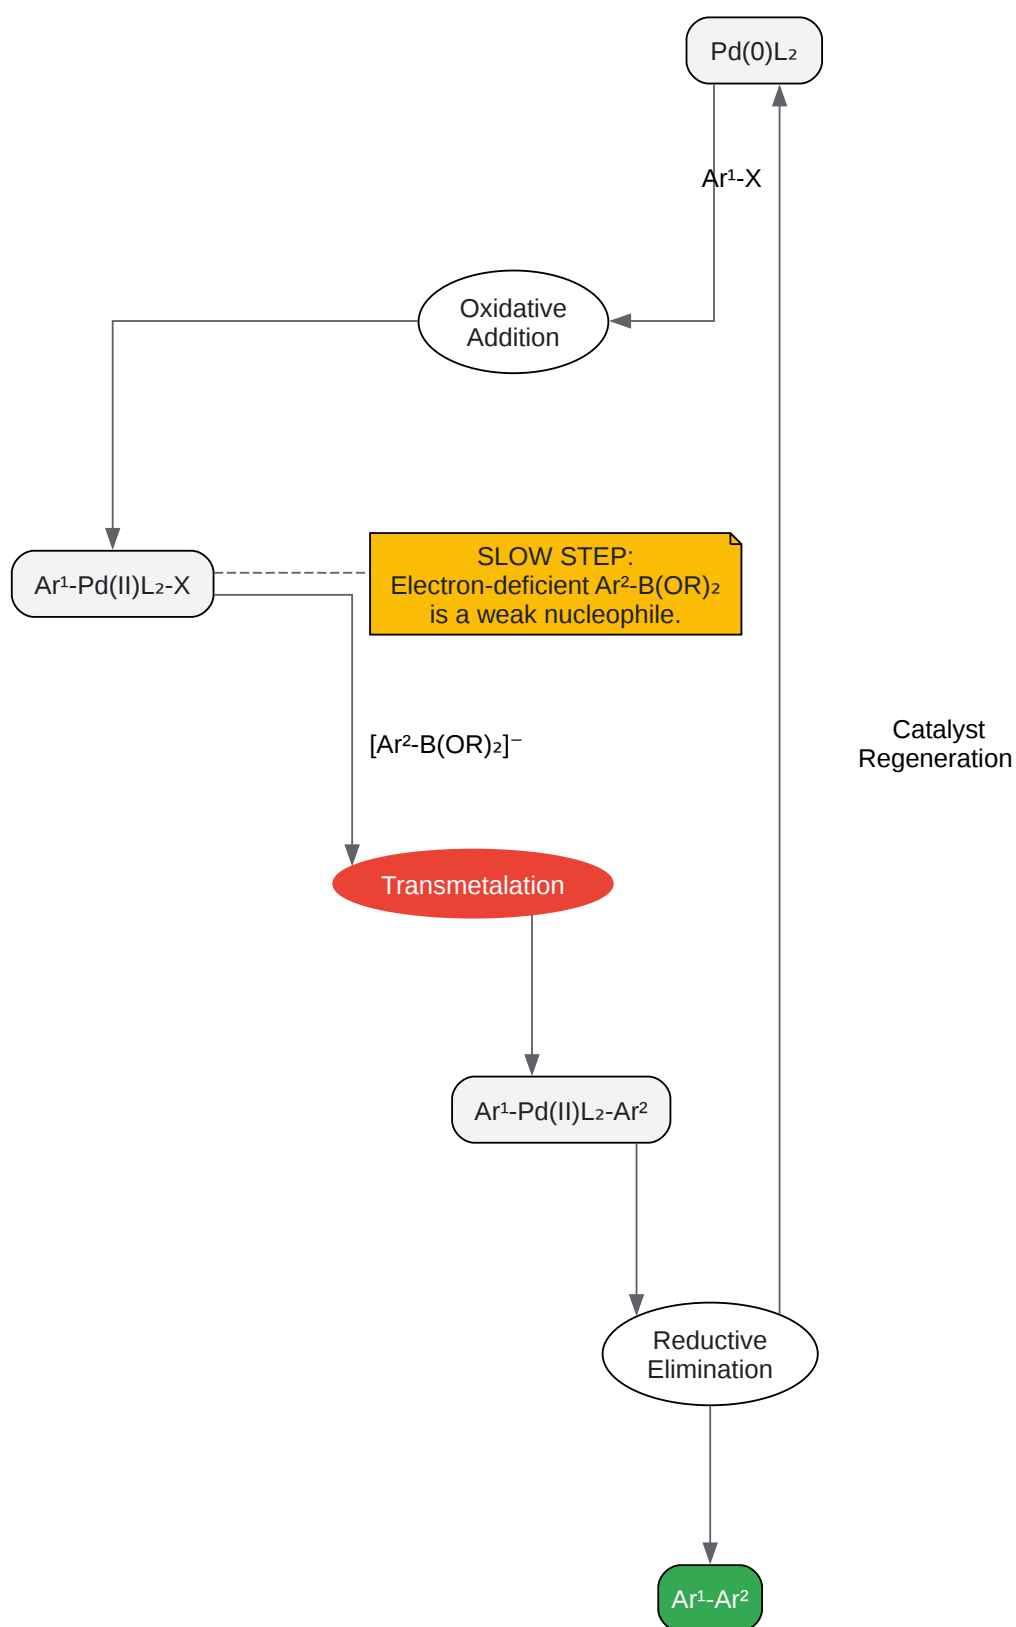 Pd(0)L₂
Ar¹-X
Oxidative
Addition
Ar¹-Pd(II)L₂-X
SLOW STEP:
Electron-deficient Ar²-B(OR)₂
is a weak nucleophile.
[Ar²-B(OR)₂]⁻
Catalyst
Regeneration
Transmetalation
Ar¹-Pd(II)L₂-Ar²
Reductive
Elimination
Ar¹-Ar²